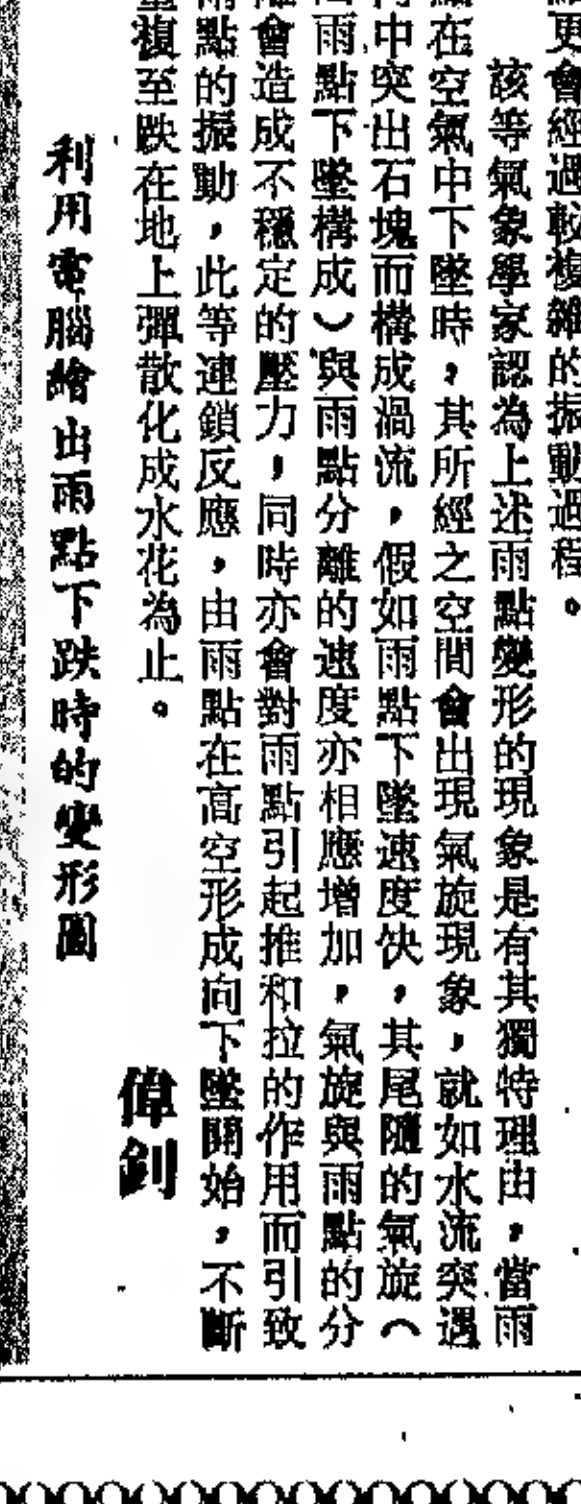 更會經過較複雜的振動過程。
該等氣象學家認為上述雨點變形的現象是有其獨特理由，當雨
點在空氣中下墜時，其所經之空間會出現氣旋現象，就如水流突遇
中突出石塊而構成渦流，假如雨點下墜速度快，其尾隨的氣旋（
雨點下墜構成）與雨點分離的速度亦相應增加，氣旋與雨點的分
離會造成不穩定的壓力，同時亦會對雨點引起推和拉的作用而引致
雨點的振動，此等連鎖反應，由雨點在高空形成向下墜開始，不斷
重複至跌在地上彈散化成水花為止。
偉釗
利用電腦繪出雨點下跌時的變形圖